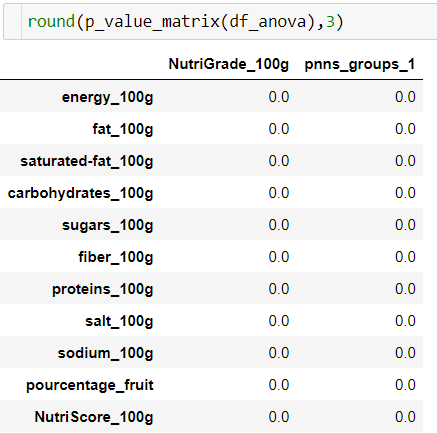 round(p_value_matrix(df_anova),3)
NutriGrade_100g pnns_groups_1
energy_100g 0.0 0.0
fat_100g 0.0 0.0
saturated-fat_100g 0.0 0.0
carbohydrates_100g 0.0 0.0
sugars_100g 0.0 0.0
fiber_100g 0.0 0.0
proteins_100g 0.0 0.0
salt_100g 0.0 0.0
sodium_100g 0.0 0.0
pourcentage_fruit 0.0 0.0
NutriScore_100g 0.0 0.0